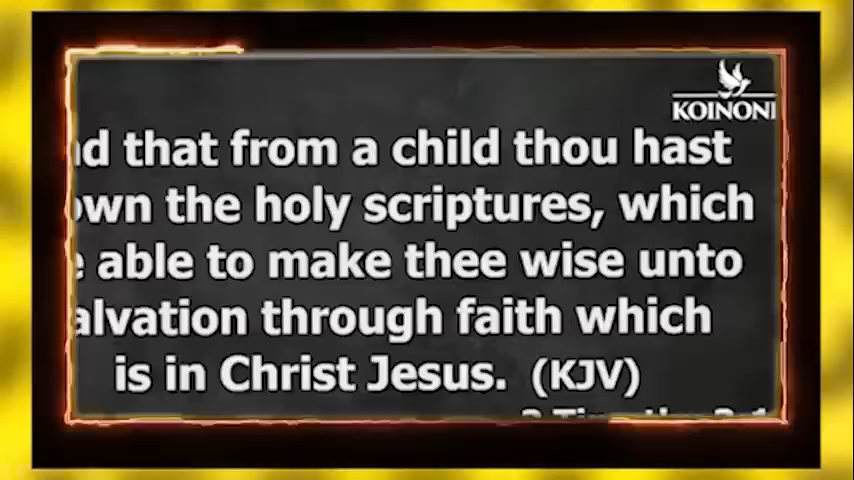 KOINONI
nd that from a child thou hast
own the holy scriptures, which
e able to make thee wise unto
alvation through faith which
is in Christ Jesus. (KJV)